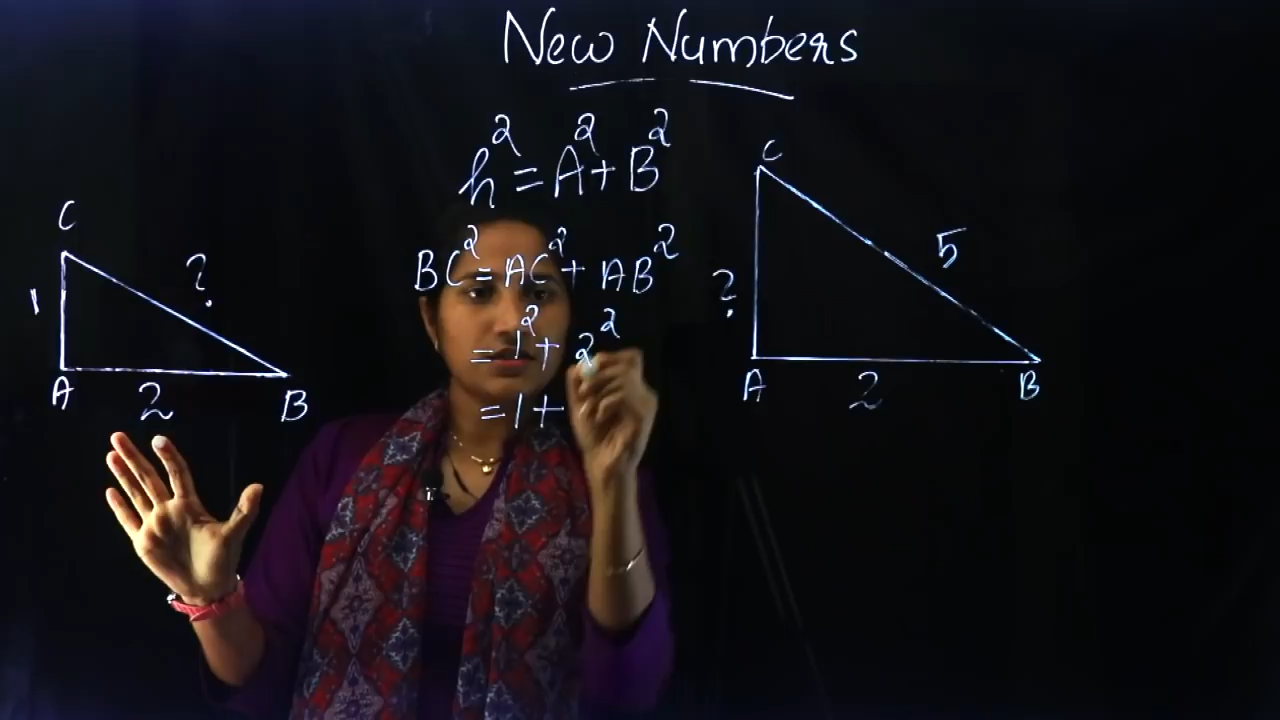 New Numbers
h² = A² + B²
BC² = AC² + AB²
= 1² + 2²
= 1 +
C
1
?
A
2
B
C
?
5
A
2
B